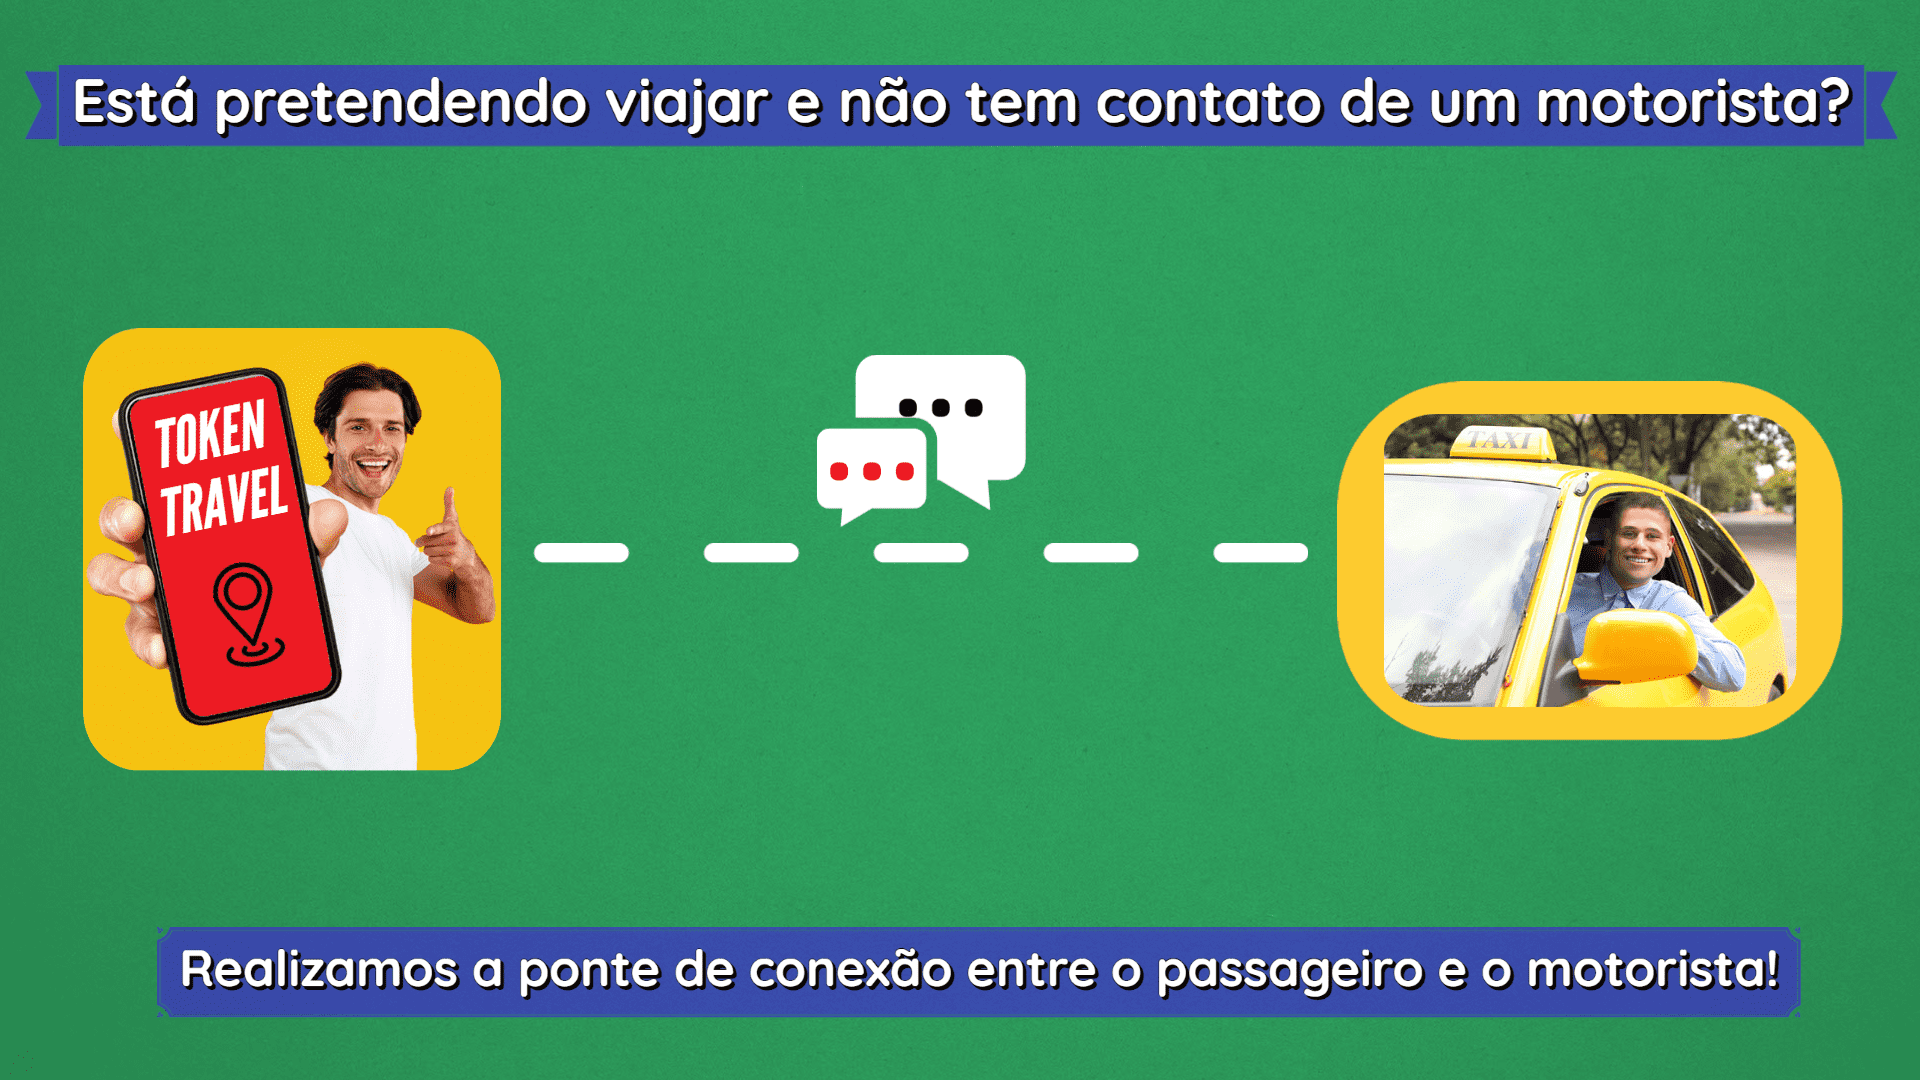 Está pretendendo viajar e não tem contato de um motorista?
TOKEN
TRAVEL
TAXI
Realizamos a ponte de conexão entre o passageiro e o motorista!